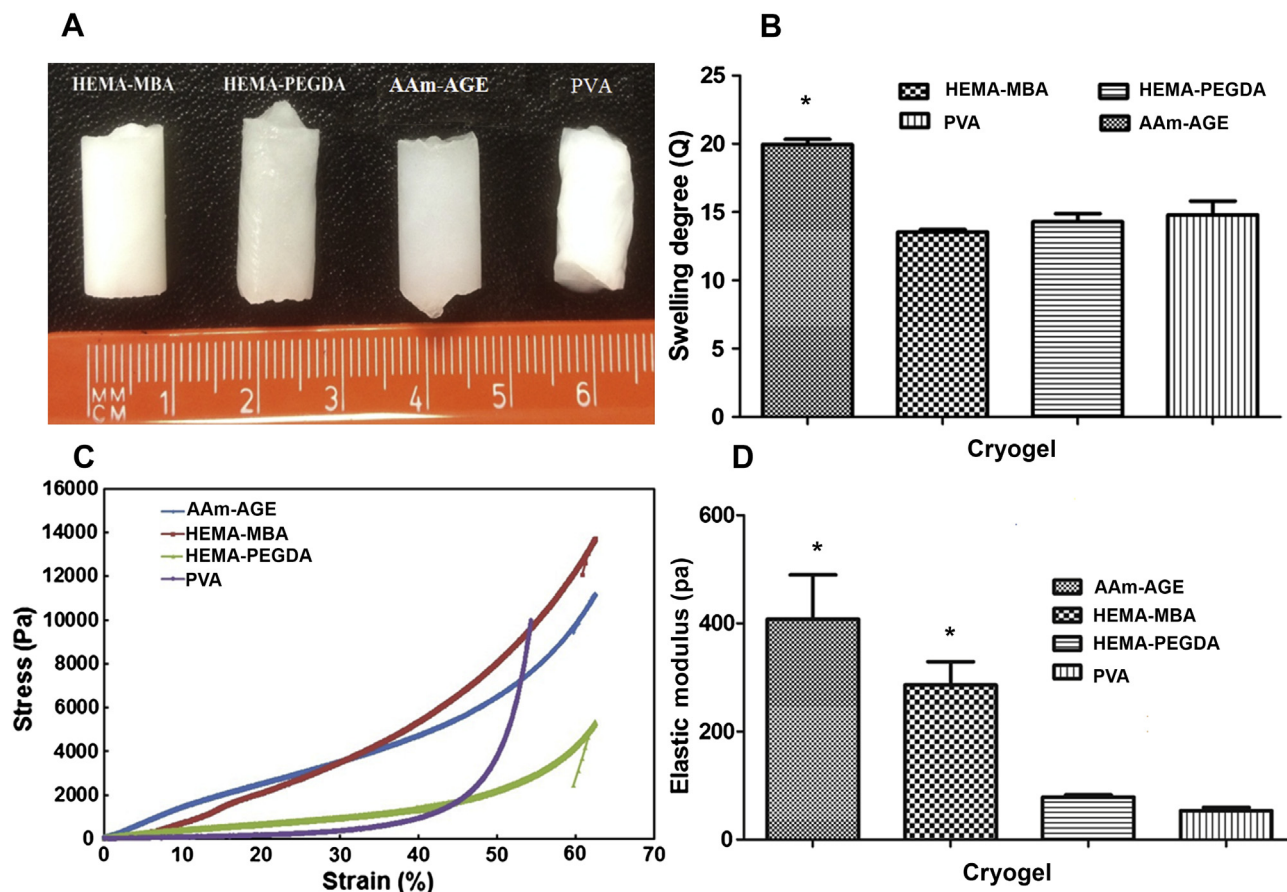 A
HEMA-MBA HEMA-PEGDA AAm-AGE PVA
M M 1 2 3 4 5 6
C M
B
25
20
15
10
5
0
Swelling degree (Q)
*
HEMA-MBA HEMA-PEGDA
PVA AAm-AGE
Cryogel
C
16000
14000
12000
10000
8000
6000
4000
2000
0
Stress (Pa)
AAm-AGE
HEMA-MBA
HEMA-PEGDA
PVA
0 10 20 30 40 50 60 70
Strain (%)
D
600
400
200
0
Elastic modulus (pa)
*
*
AAm-AGE
HEMA-MBA
HEMA-PEGDA
PVA
Cryogel